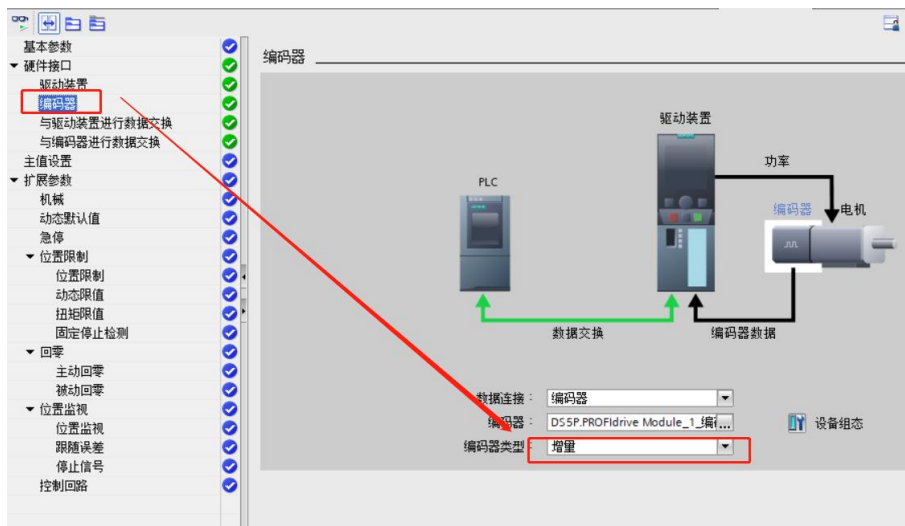 基本参数
硬件接口
驱动装置
编码器
与驱动装置进行数据交换
与编码器进行数据交换
主值设置
扩展参数
机械
动态默认值
急停
位置限制
位置限制
动态限值
扭矩限值
固定停止检测
回零
主动回零
被动回零
位置监视
位置监视
跟随误差
停止信号
控制回路
编码器
驱动装置
功率
PLC
编码器
电机
数据交换
编码器数据
数据连接：
编码器
编码器：
DS5P.PROFIdrive Module_1_编
...
设备组态
编码器类型：
增量